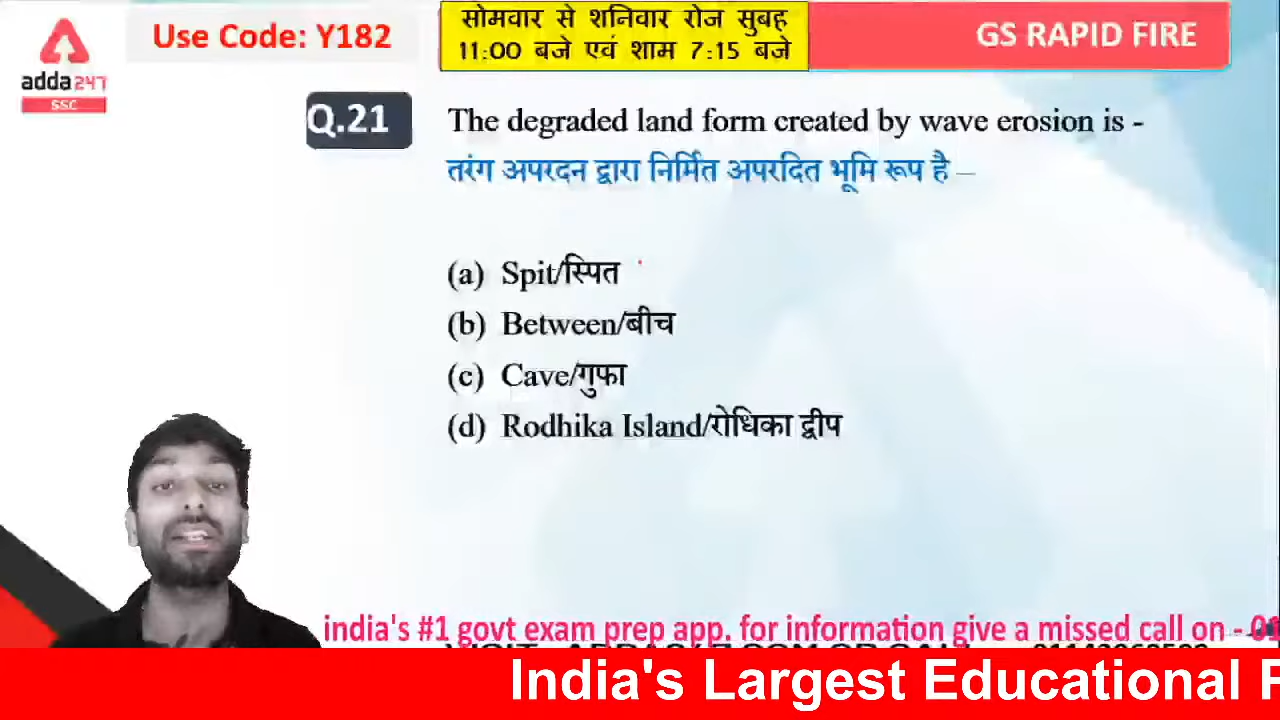 Use Code: Y182
सोमवार से शनिवार रोज सुबह
11:00 बजे एवं शाम 7:15 बजे
GS RAPID FIRE
adda247
SSC
Q.21 The degraded land form created by wave erosion is -
तरंग अपरदन द्वारा निर्मित अपरदित भूमि रूप है –
(a) Spit/स्पित
(b) Between/बीच
(c) Cave/गुफा
(d) Rodhika Island/रोधिका द्वीप
india's #1 govt exam prep app. for information give a missed call on - 01
India's Largest Educational